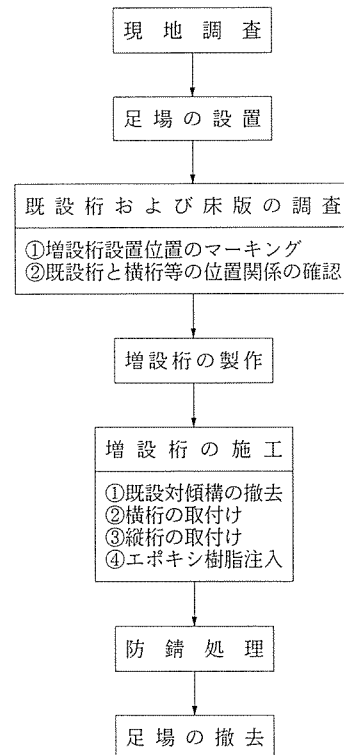 現地調査
足場の設置
既設桁および床版の調査
①増設桁設置位置のマーキング
②既設桁と横桁等の位置関係の確認
増設桁の製作
増設桁の施工
①既設対傾構の撤去
②横桁の取付け
③縦桁の取付け
④エポキシ樹脂注入
防錆処理
足場の撤去